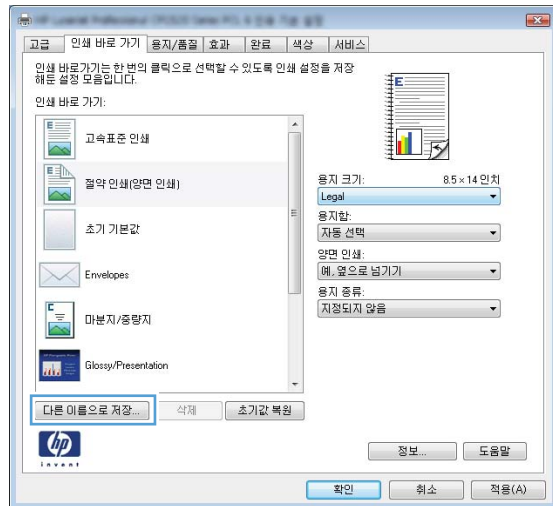 고급 인쇄 바로 가기 용지/품질 효과 완료 색상 서비스
인쇄 바로가기는 한 번의 클릭으로 선택할 수 있도록 인쇄 설정을 저장
해둔 설정 모음입니다.
인쇄 바로 가기:
E
고속표준 인쇄
E
절약 인쇄(양면 인쇄)
초기 기본값
Envelopes
마분지/중량지
Glossy/Presentation
다른 이름으로 저장... 삭제 초기값 복원
E
용지 크기: 8.5 × 14 인치
Legal
용지함:
자동 선택
양면 인쇄:
예, 옆으로 넘기기
용지 종류:
지정되지 않음
hp
invent
정보... 도움말
확인 취소 적용(A)